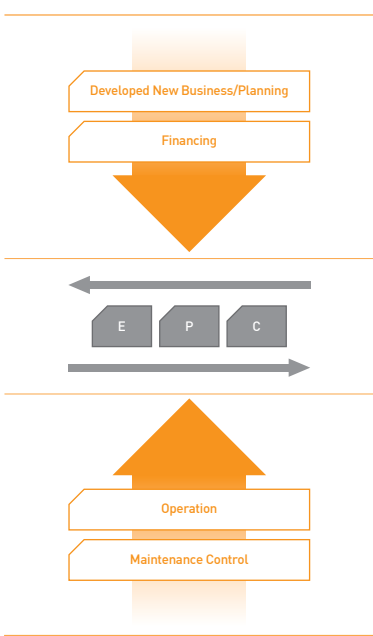 Developed New Business/Planning
Financing
E P C
Operation
Maintenance Control